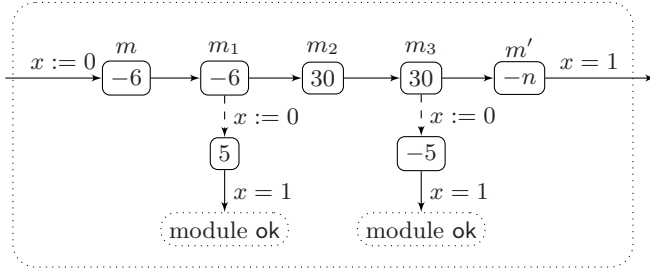 m m₁ m₂ m₃ m′
x := 0 −6 −6 30 30 −n x = 1
x := 0 x := 0
5 −5
x = 1 x = 1
module ok module ok